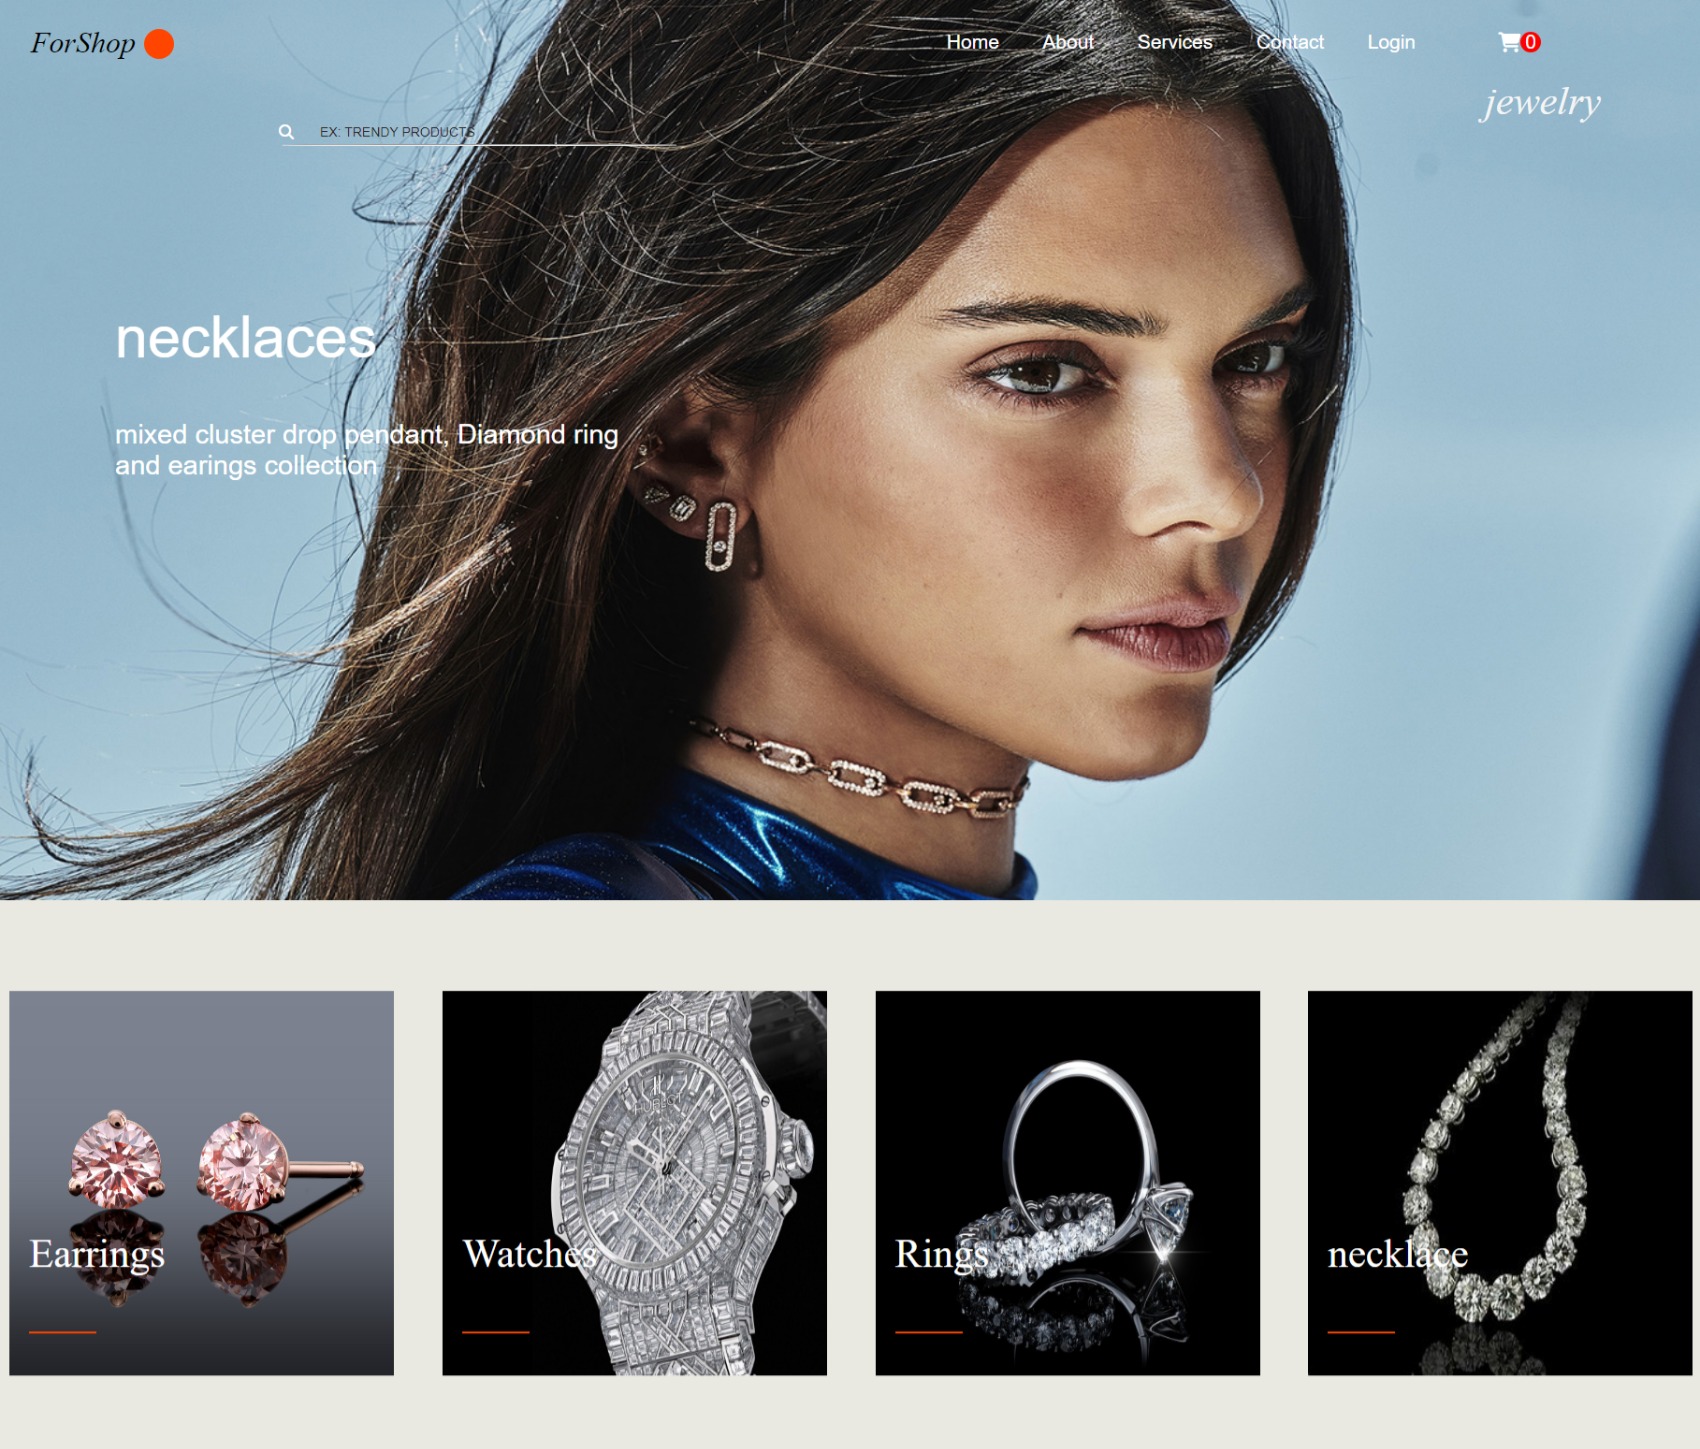 ForShop
Home About Services Contact Login 0
jewelry
EX: TRENDY PRODUCTS
necklaces
mixed cluster drop pendant, Diamond ring
and earings collection
Earrings
Watches
Rings
necklace